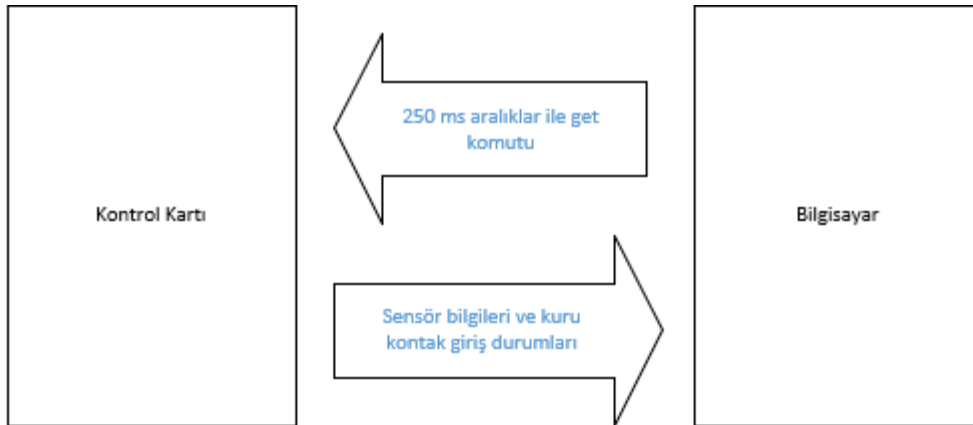 Kontrol Kartı
250 ms aralıklar ile get
komutu
Sensör bilgileri ve kuru
kontak giriş durumları
Bilgisayar